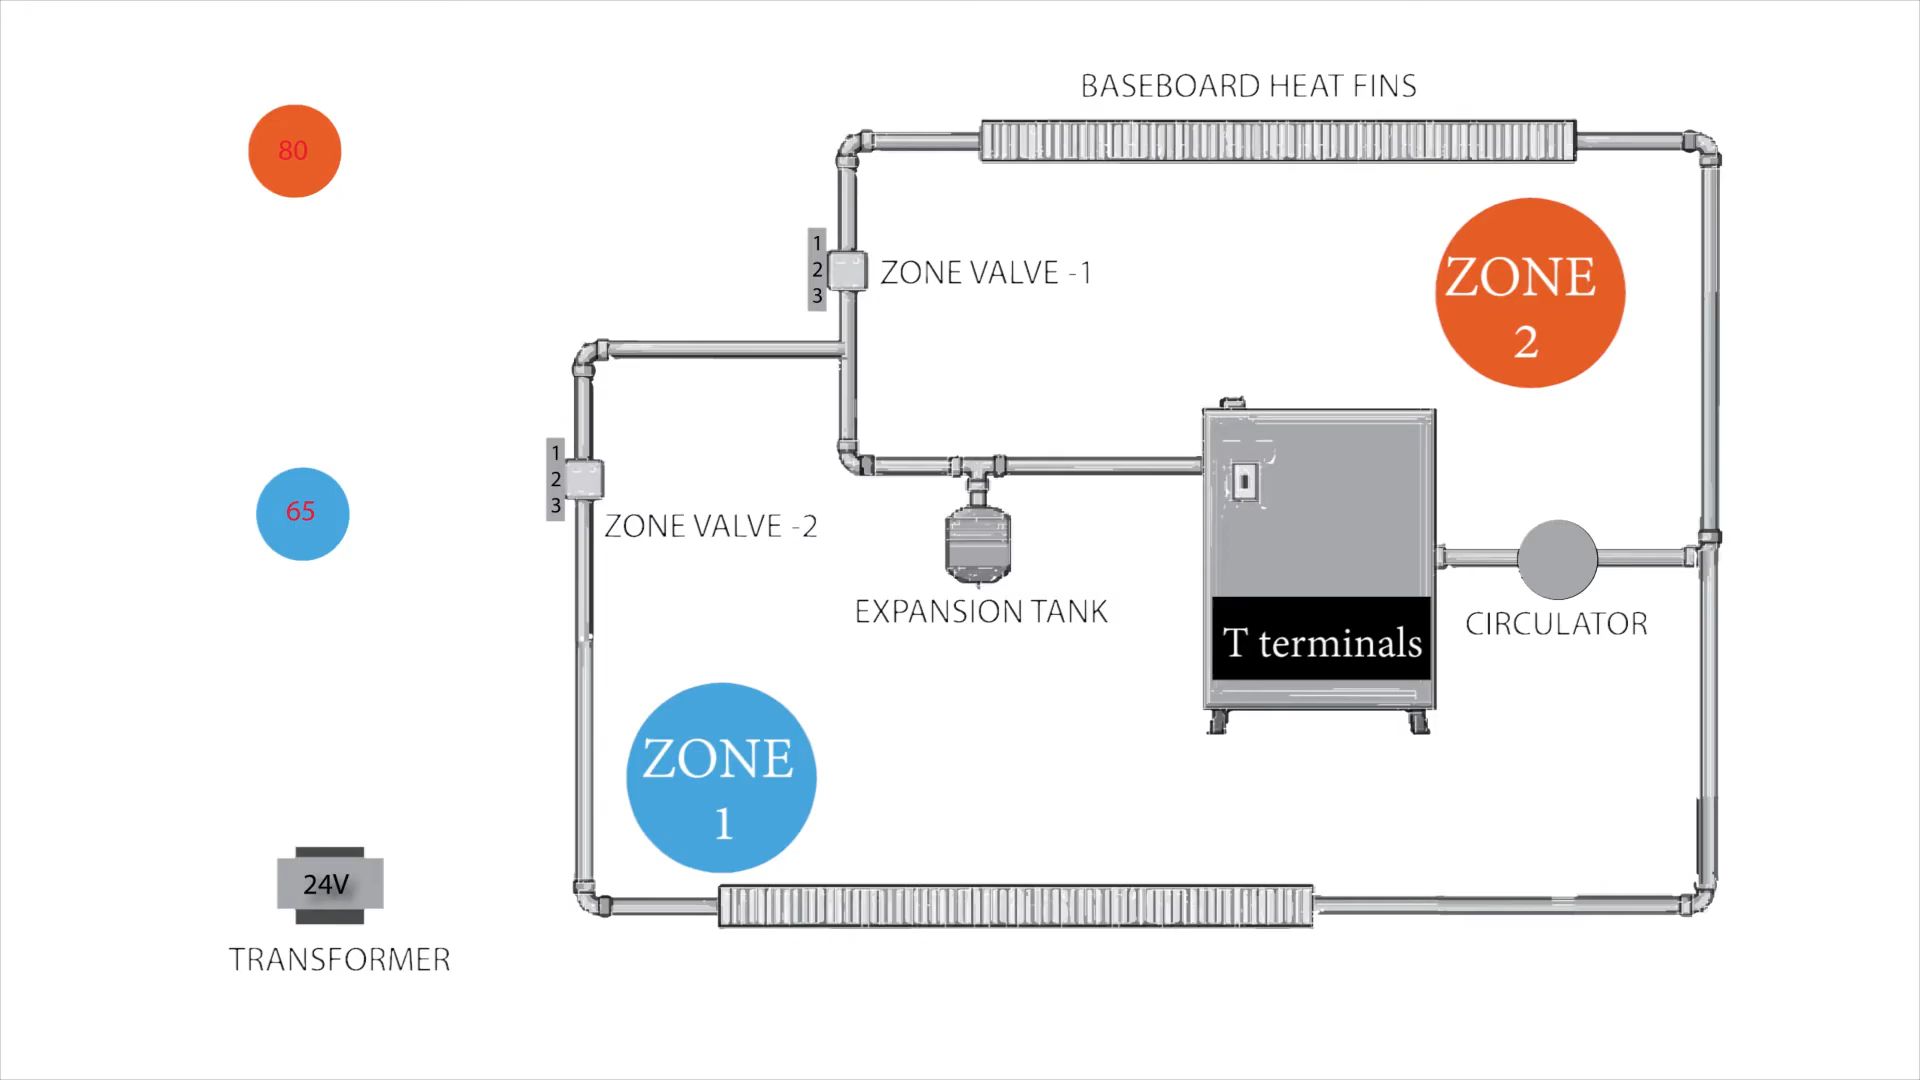 BASEBOARD HEAT FINS
80
1
2
3
ZONE VALVE -1
ZONE
2
1
2
3
65
ZONE VALVE -2
EXPANSION TANK
T terminals
CIRCULATOR
ZONE
1
24V
TRANSFORMER